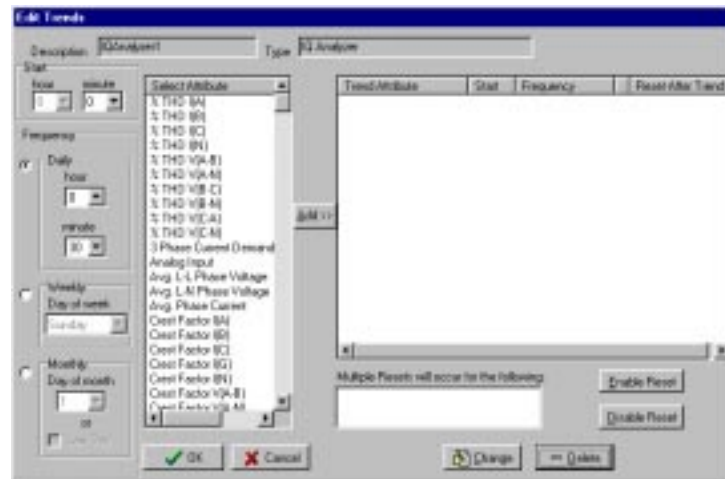 Edit Trends
Description IQAnalyzer1 Type IQ Analyzer
Start
hour minute
0
Frequency
Daily
hour
minute
Weekly
Day of week
Sunday
Monthly
Day of month
1
or
Select Attribute
% THD I(A)
% THD I(B)
% THD I(C)
% THD I(N)
% THD V(A-B)
% THD V(A-N)
% THD V(B-C)
% THD V(B-N)
% THD V(C-A)
% THD V(C-N)
3 Phase Current Demand
Analog Input
Avg. L-L Phase Voltage
Avg. L-N Phase Voltage
Avg. Phase Current
Crest Factor I(A)
Crest Factor I(B)
Crest Factor I(C)
Crest Factor I(G)
Crest Factor I(N)
Crest Factor V(A-B)
Crest Factor V(A-N)
Add >>
Trend Attribute Start Frequency Reset After Trend
Multiple Resets will occur for the following:
Enable Reset
Disable Reset
OK Cancel Change Delete